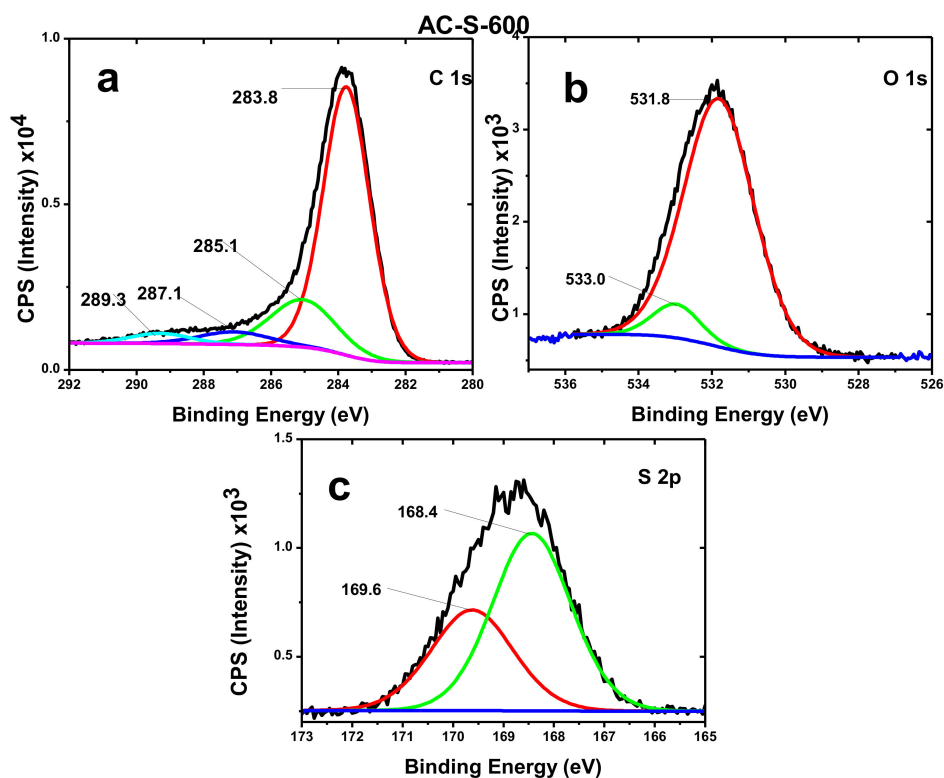 AC-S-600
a
C 1s
283.8
285.1
287.1
289.3
CPS (Intensity) x10⁴
1.0
0.5
0.0
292 290 288 286 284 282 280
Binding Energy (eV)
b
O 1s
531.8
533.0
CPS (Intensity) x10³
4
3
2
1
536 534 532 530 528 526
Binding Energy (eV)
c
S 2p
168.4
169.6
CPS (Intensity) x10³
1.5
1.0
0.5
173 172 171 170 169 168 167 166 165
Binding Energy (eV)